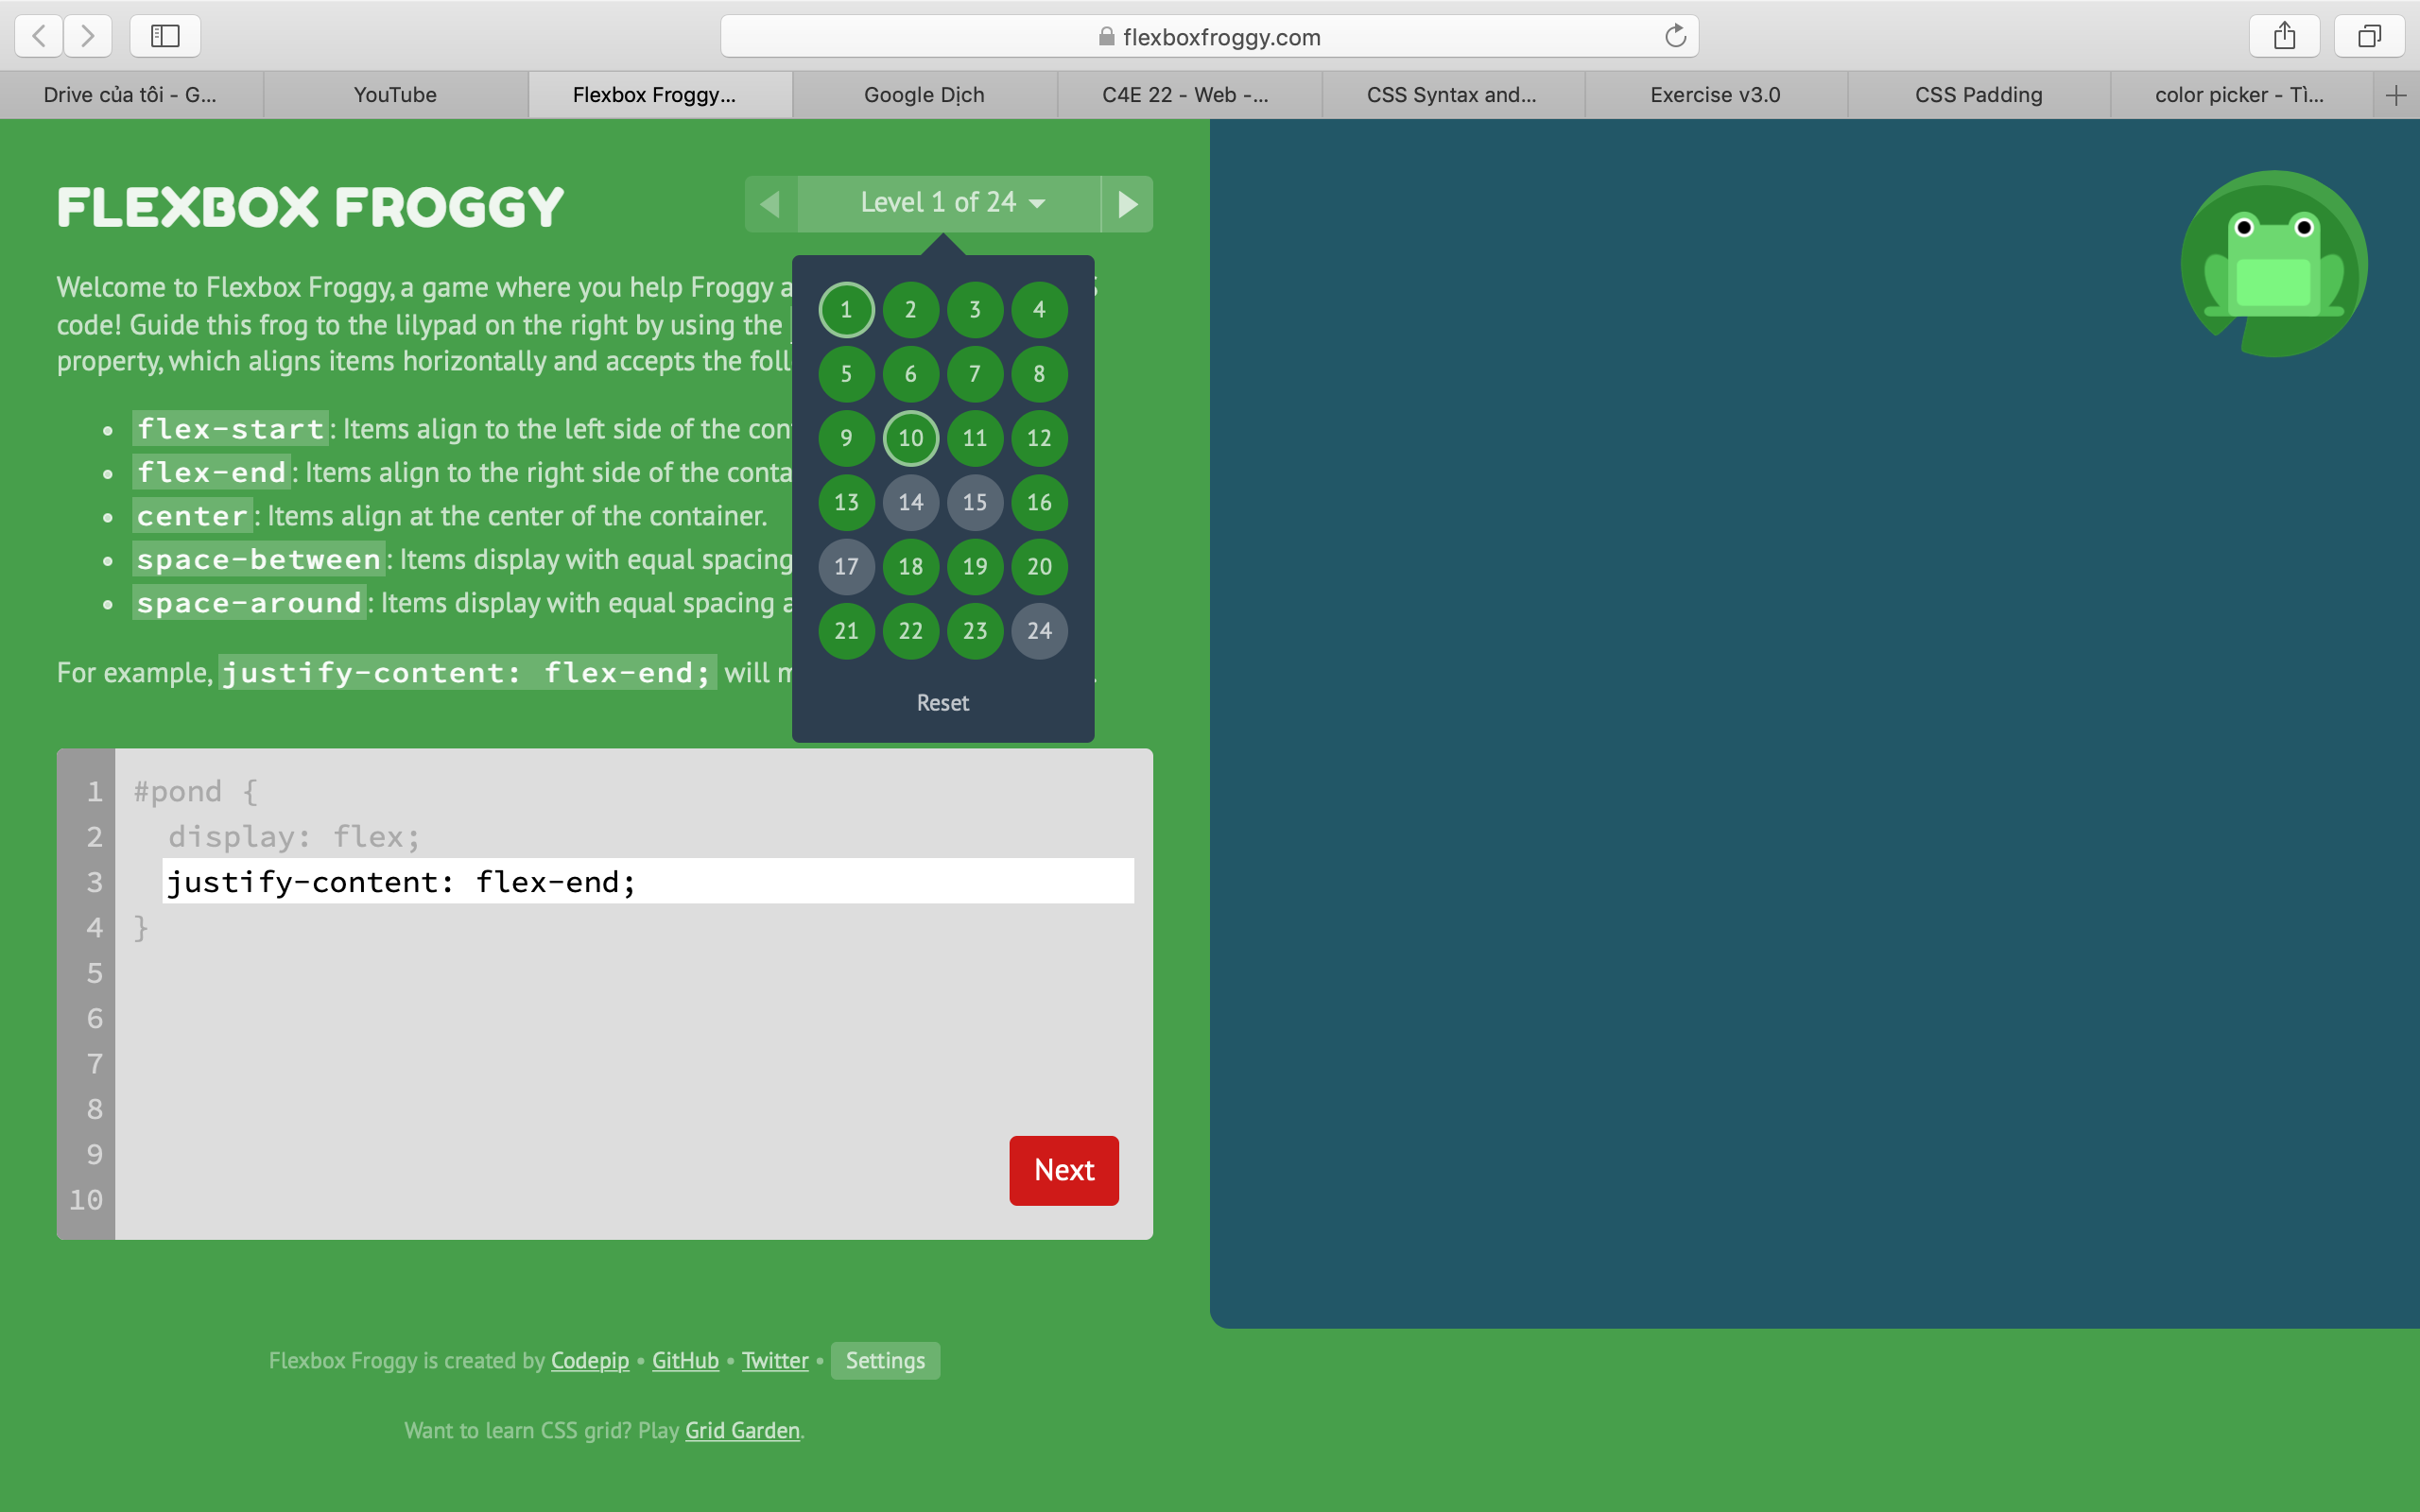 flexboxfroggy.com
Drive của tôi - G...
YouTube
Flexbox Froggy...
Google Dịch
C4E 22 - Web -...
CSS Syntax and...
Exercise v3.0
CSS Padding
color picker - Tì...
FLEXBOX FROGGY
Level 1 of 24
Welcome to Flexbox Froggy, a game where you help Froggy a
code! Guide this frog to the lilypad on the right by using the
property, which aligns items horizontally and accepts the foll
• flex-start: Items align to the left side of the con
• flex-end: Items align to the right side of the conta
• center: Items align at the center of the container.
• space-between: Items display with equal spacing
• space-around: Items display with equal spacing a
For example, justify-content: flex-end; will m
1 2 3 4
5 6 7 8
9 10 11 12
13 14 15 16
17 18 19 20
21 22 23 24
Reset
1 #pond {
2 display: flex;
3 justify-content: flex-end;
4 }
5
6
7
8
9
10
Next
Flexbox Froggy is created by Codepip • GitHub • Twitter • Settings
Want to learn CSS grid? Play Grid Garden.